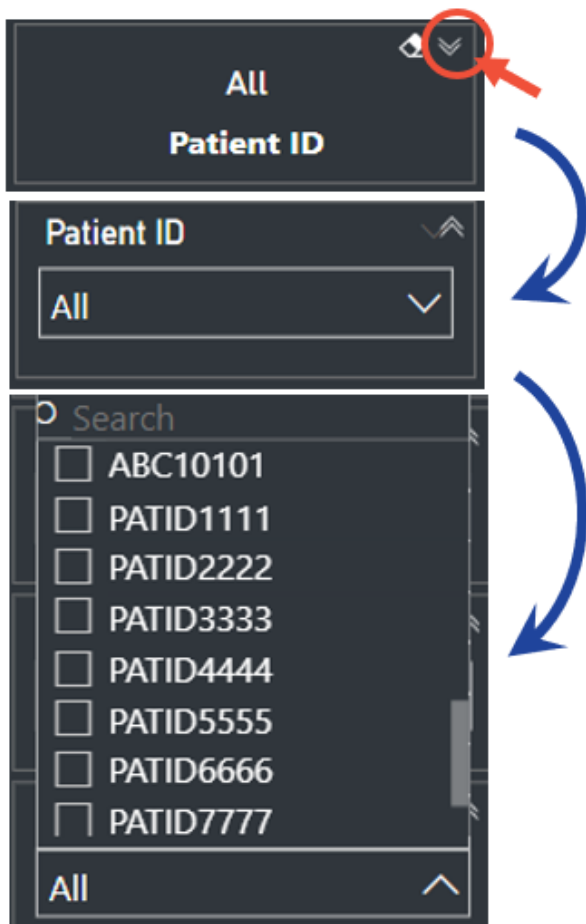 All
Patient ID
Patient ID
All
Search
ABC10101
PATID1111
PATID2222
PATID3333
PATID4444
PATID5555
PATID6666
PATID7777
All